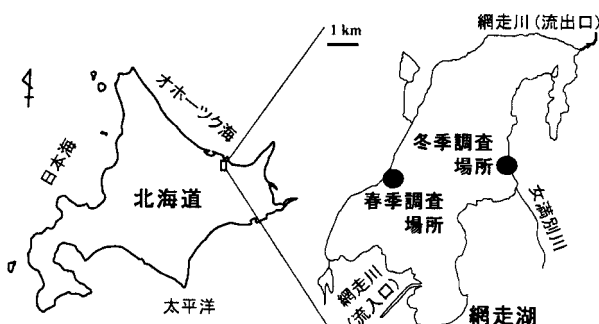 1 km
オホーツク海
日本海
北海道
太平洋
網走川(流出口)
冬季調査
場所
春季調査
場所
女満別川
網走川
(流入口)
網走湖